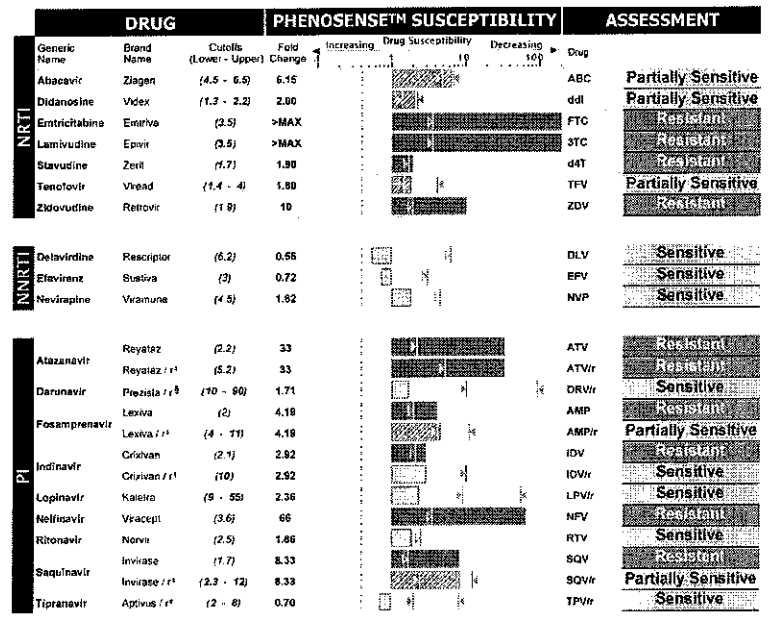 DRUG PHENOSENSE™ SUSCEPTIBILITY ASSESSMENT
Generic Name Brand Name Cutoffs (Lower - Upper) Fold Change Increasing Drug Susceptibility Decreasing Drug
1 10 100
NRTI
Abacavir Ziagen (4.5 - 6.5) 6.15 ABC Partially Sensitive
Didanosine Videx (1.3 - 2.2) 2.00 ddI Partially Sensitive
Emtricitabine Emtriva (3.5) >MAX FTC Resistant
Lamivudine Epivir (3.5) >MAX 3TC Resistant
Stavudine Zerit (1.7) 1.90 d4T Resistant
Tenofovir Viread (1.4 - 4) 1.80 TFV Partially Sensitive
Zidovudine Retrovir (1.9) 10 ZDV Resistant
NNRTI
Delavirdine Rescriptor (6.2) 0.56 DLV Sensitive
Efavirenz Sustiva (3) 0.72 EFV Sensitive
Nevirapine Viramune (4.5) 1.82 NVP Sensitive
PI
Atazanavir Reyataz (2.2) 33 ATV Resistant
Reyataz / r (5.2) 33 ATV/r Resistant
Darunavir Prezista / r (10 - 90) 1.71 DRV/r Sensitive
Fosamprenavir Lexiva (2) 4.19 AMP Resistant
Lexiva / r (4 - 11) 4.19 AMP/r Partially Sensitive
Indinavir Crixivan (2.1) 2.92 IDV Resistant
Crixivan / r (10) 2.92 IDV/r Sensitive
Lopinavir Kaletra (9 - 55) 2.36 LPV/r Sensitive
Nelfinavir Viracept (3.6) 66 NFV Resistant
Ritonavir Norvir (2.5) 1.86 RTV Sensitive
Saquinavir Invirase (1.7) 8.33 SQV Resistant
Invirase / r (2.3 - 12) 8.33 SQV/r Partially Sensitive
Tipranavir Aptivus / r (2 - 8) 0.70 TPV/r Sensitive